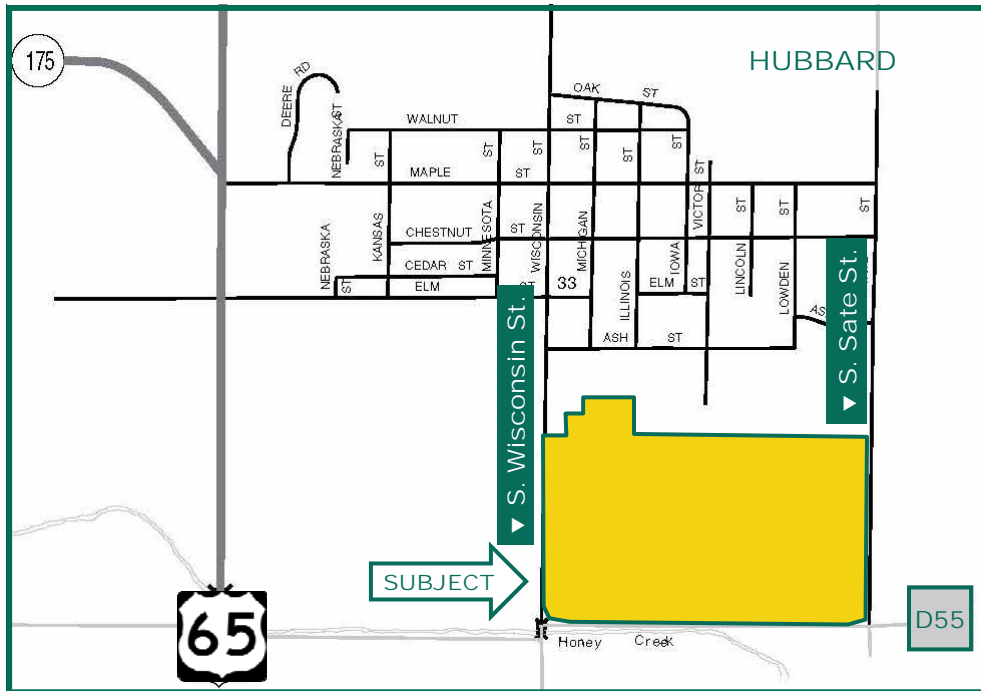 175
HUBBARD
DEERE RD
NEBRASKA ST
OAK ST
WALNUT ST
ST
ST
ST
ST
ST
ST
MAPLE ST
VICTOR ST
NEBRASKA
ST
KANSAS
MINNESOTA
WISCONSIN
MICHIGAN
ILLINOIS
IOWA
LINCOLN
ST
LOWDEN
ST
ST
CHESTNUT ST
CEDAR ST
ELM
33
ELM ST
ASH ST
▼ S. Wisconsin St.
▼ S. Sate St.
SUBJECT
65
D55
Honey Creek